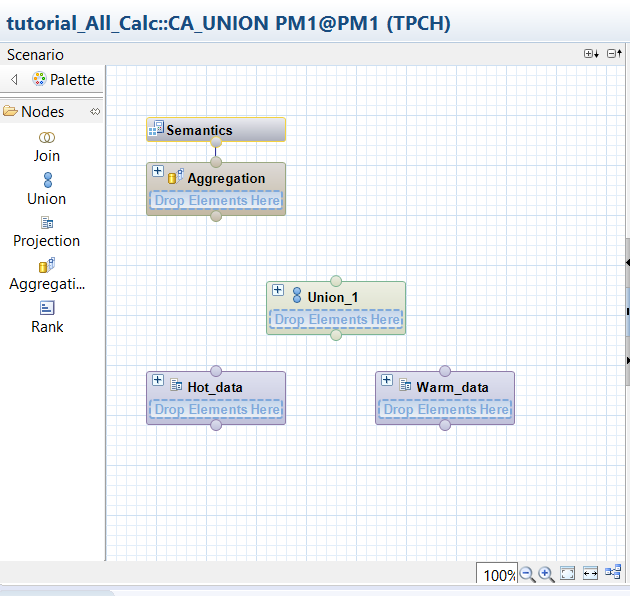 tutorial_All_Calc::CA_UNION PM1@PM1 (TPCH)
Scenario
Palette
Nodes
Join
Union
Projection
Aggregati...
Rank
Semantics
Aggregation
Drop Elements Here
Union_1
Drop Elements Here
Hot_data
Drop Elements Here
Warm_data
Drop Elements Here
100%